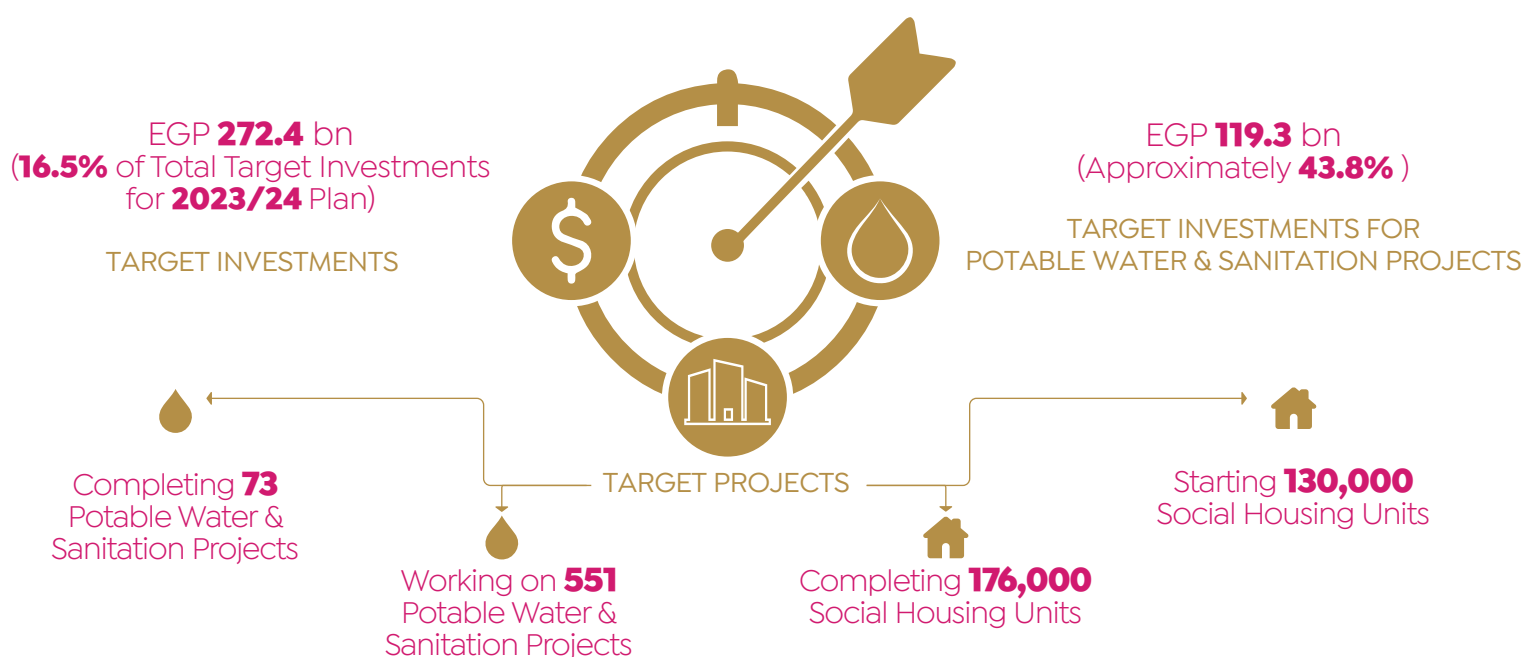 EGP 272.4 bn
(16.5% of Total Target Investments
for 2023/24 Plan)
TARGET INVESTMENTS
EGP 119.3 bn
(Approximately 43.8% )
TARGET INVESTMENTS FOR
POTABLE WATER & SANITATION PROJECTS
TARGET PROJECTS
Completing 73
Potable Water &
Sanitation Projects
Working on 551
Potable Water &
Sanitation Projects
Completing 176,000
Social Housing Units
Starting 130,000
Social Housing Units